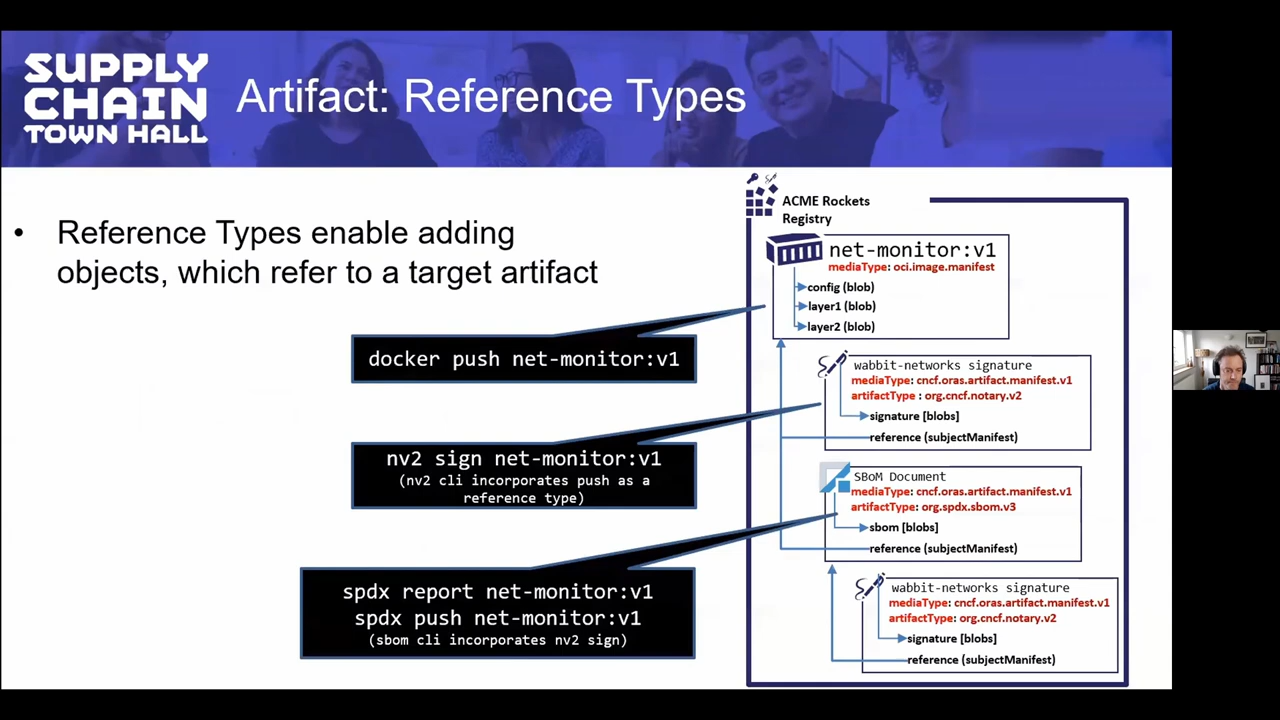 SUPPLY
CHAIN
TOWN HALL
Artifact: Reference Types
• Reference Types enable adding
objects, which refer to a target artifact
docker push net-monitor:v1
nv2 sign net-monitor:v1
(nv2 cli incorporates push as a
reference type)
spdx report net-monitor:v1
spdx push net-monitor:v1
(sbom cli incorporates nv2 sign)
ACME Rockets
Registry
net-monitor:v1
mediaType: oci.image.manifest
config (blob)
layer1 (blob)
layer2 (blob)
wabbit-networks signature
mediaType: cncf.oras.artifact.manifest.v1
artifactType : org.cncf.notary.v2
signature [blobs]
reference (subjectManifest)
SBoM Document
mediaType: cncf.oras.artifact.manifest.v1
artifactType: org.spdx.sbom.v3
sbom [blobs]
reference (subjectManifest)
wabbit-networks signature
mediaType: cncf.oras.artifact.manifest.v1
artifactType: org.cncf.notary.v2
signature [blobs]
reference (subjectManifest)